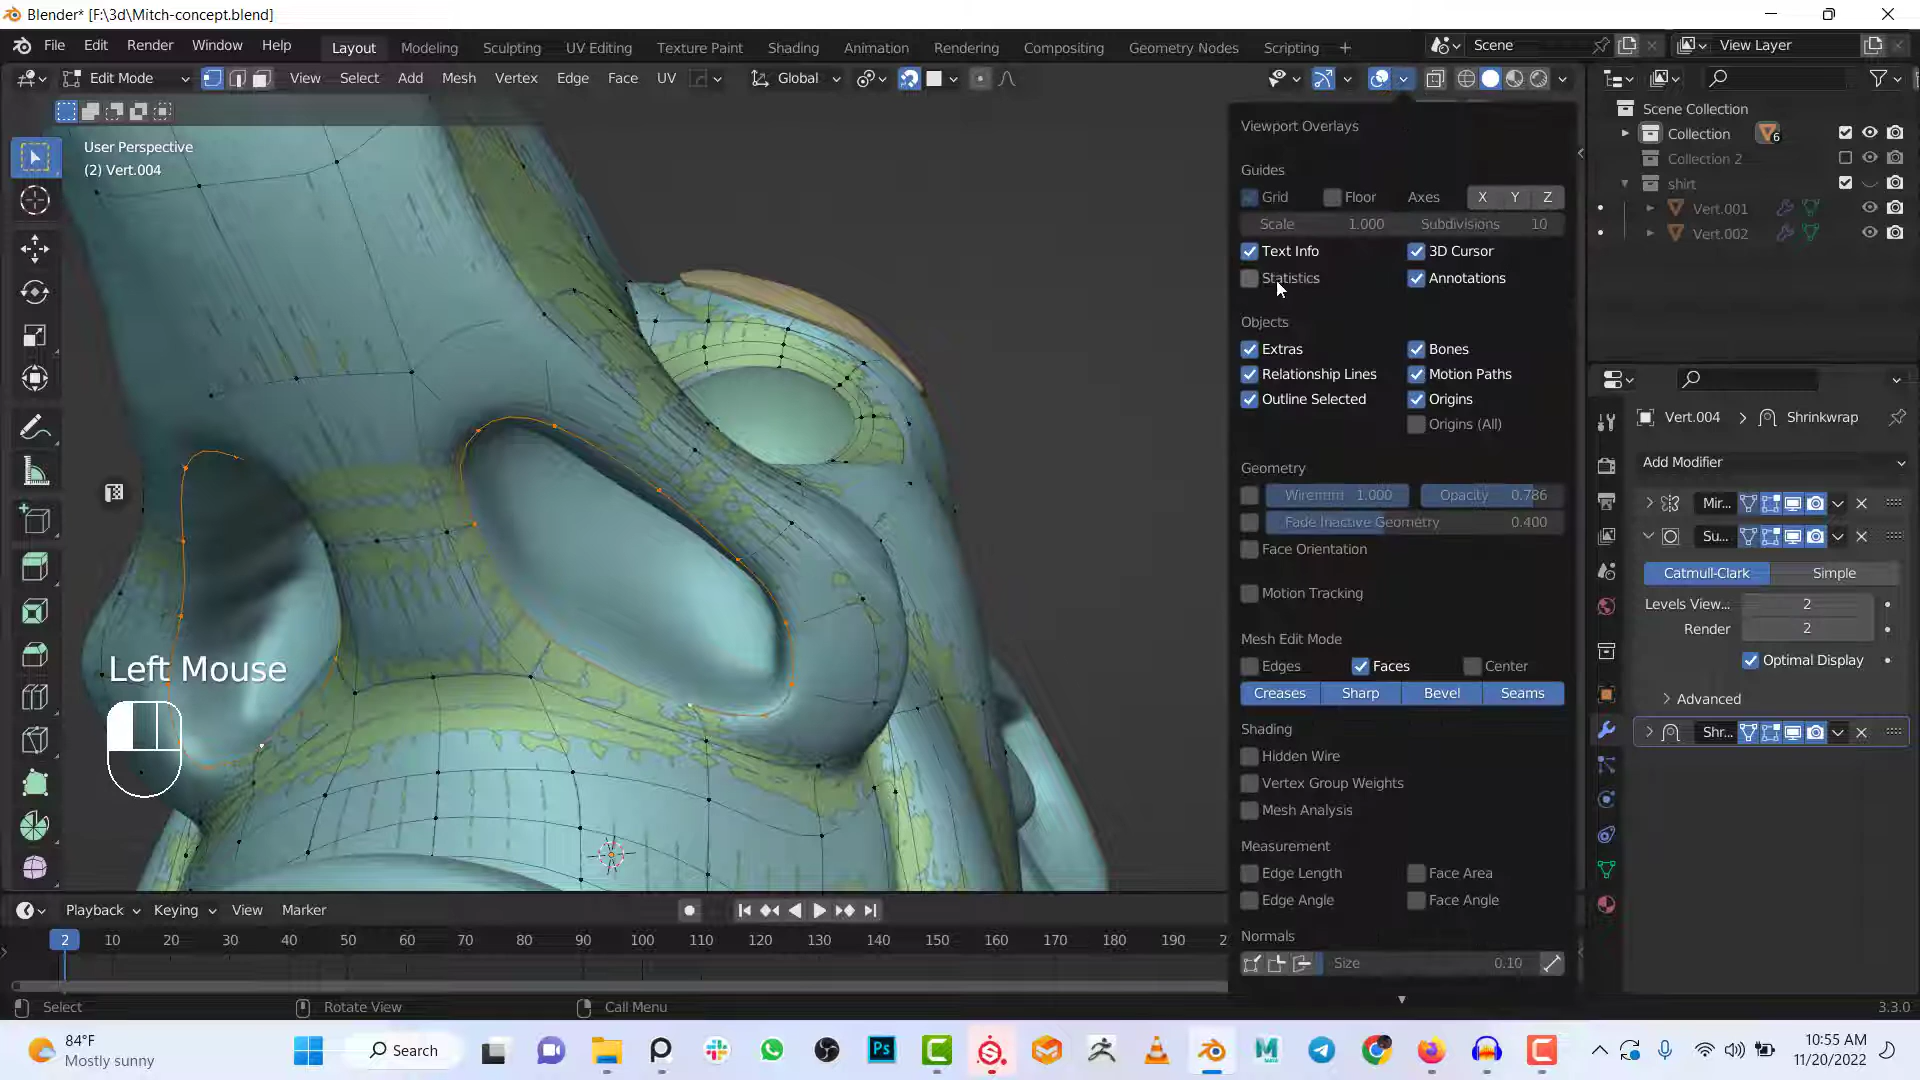 Blender* [F:\3d\Mitch-concept.blend]
File Edit Render Window Help
Layout Modeling Sculpting UV Editing Texture Paint Shading Animation Rendering Compositing Geometry Nodes Scripting +
Scene
View Layer
Edit Mode
View Select Add Mesh Vertex Edge Face UV
Global
User Perspective
(2) Vert.004
Viewport Overlays
Guides
Grid Floor Axes X Y Z
Scale 1.000 Subdivisions 10
Text Info 3D Cursor
Statistics Annotations
Objects
Extras Bones
Relationship Lines Motion Paths
Outline Selected Origins
Origins (All)
Geometry
1.000 Opacity 0.786
Fade Inactive Geometry 0.400
Face Orientation
Motion Tracking
Mesh Edit Mode
Edges Faces Center
Creases Sharp Bevel Seams
Shading
Hidden Wire
Vertex Group Weights
Mesh Analysis
Measurement
Edge Length Face Area
Edge Angle Face Angle
Normals
Size 0.10
Scene Collection
Collection 6
Collection 2
shirt
Vert.001
Vert.002
Vert.004 > Shrinkwrap
Add Modifier
Mir...
Su...
Catmull-Clark Simple
Levels View... 2
Render 2
Optimal Display
Advanced
Shr...
Left Mouse
Playback Keying View Marker
2 10 20 30 40 50 60 70 80 90 100 110 120 130 140 150 160 170 180 190 2
Select Rotate View Call Menu 3.3.0
84°F
Mostly sunny
Search
Ps
10:55 AM
11/20/2022